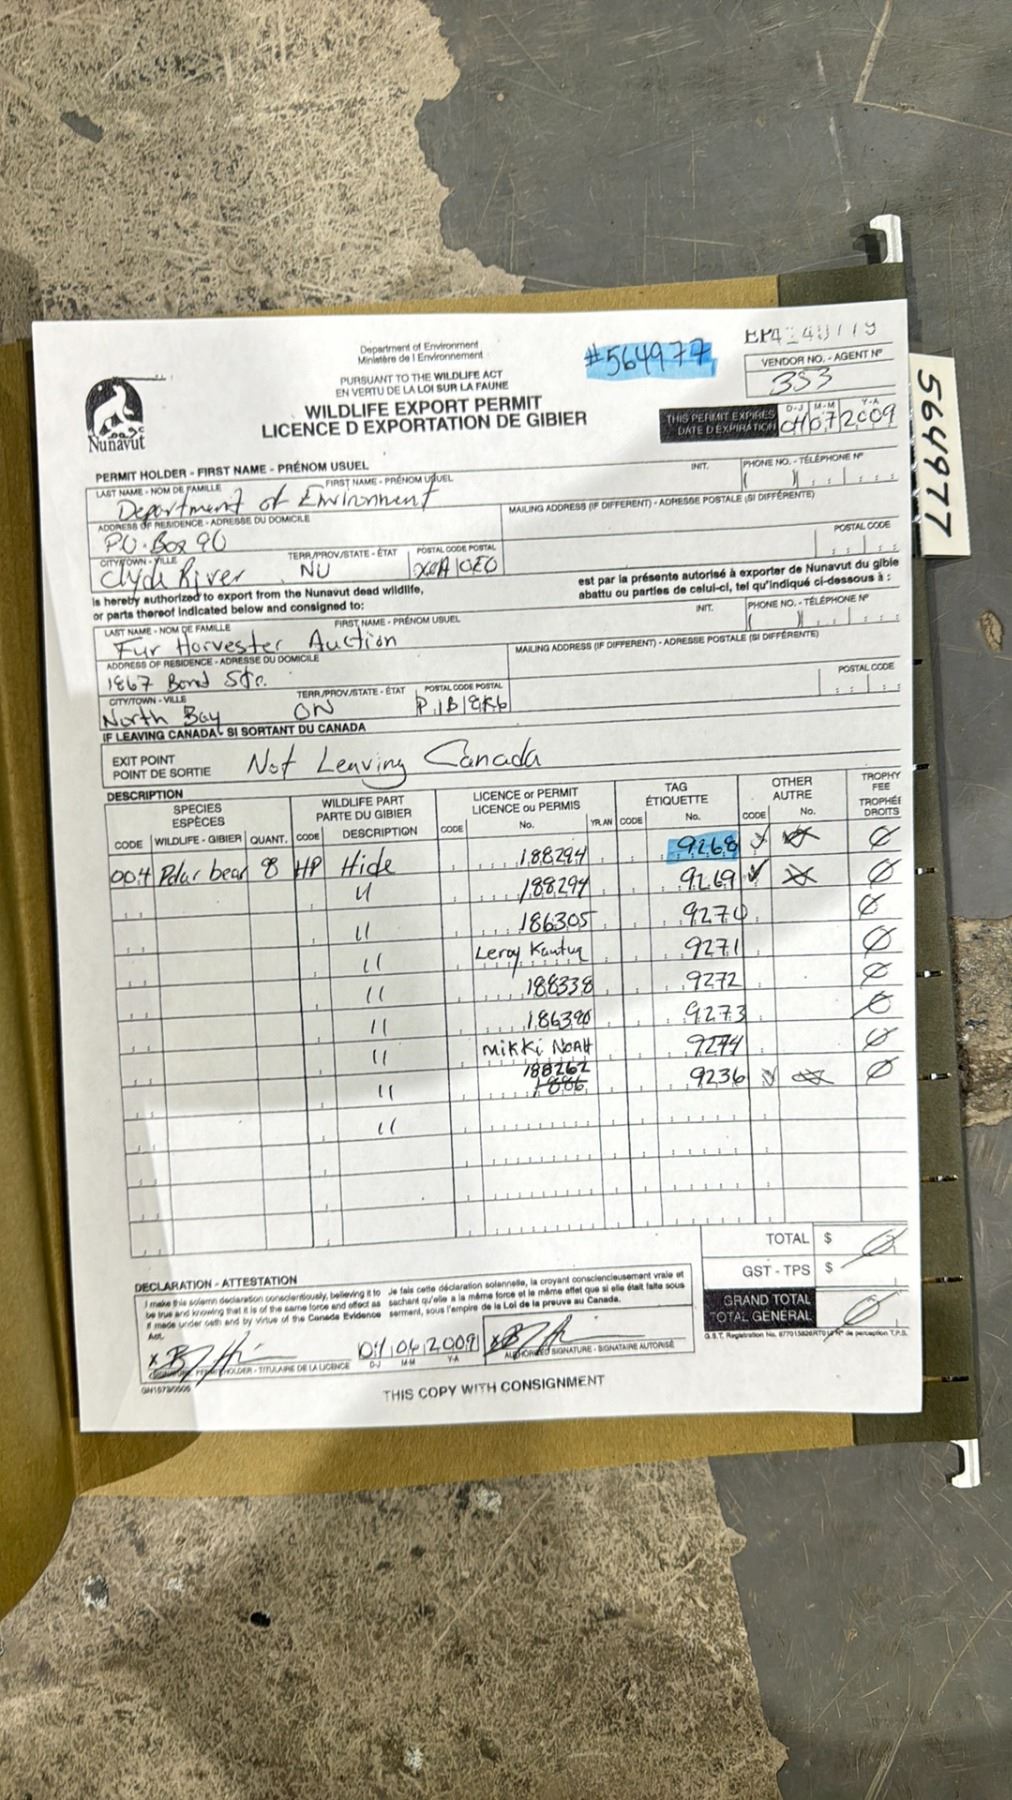 Department of Environment
Ministère de l Environnement
#564977
VENDOR NO. - AGENT Nº
353
PURSUANT TO THE WILDLIFE ACT
EN VERTU DE LA LOI SUR LA FAUNE
WILDLIFE EXPORT PERMIT
LICENCE D EXPORTATION DE GIBIER
Nunavut
THIS PERMIT EXPIRES
DATE D EXPIRATION
D-J M-M Y-A
04 07 2009
564977
PERMIT HOLDER - FIRST NAME - PRÉNOM USUEL
INIT.
PHONE NO. - TÉLÉPHONE Nº
LAST NAME - NOM DE FAMILLE
FIRST NAME - PRÉNOM USUEL
Department of Environment
MAILING ADDRESS (IF DIFFERENT) - ADRESSE POSTALE (SI DIFFÉRENTE)
ADDRESS OF RESIDENCE - ADRESSE DU DOMICILE
P.O. Box 90
POSTAL CODE
CITY/TOWN - VILLE
TERR/PROV/STATE - ÉTAT
POSTAL CODE POSTAL
Clyde River NU X0A 0E0
is hereby authorized to export from the Nunavut dead wildlife,
or parts thereof indicated below and consigned to:
est par la présente autorisé à exporter de Nunavut du gibie
abattu ou parties de celui-ci, tel qu'indiqué ci-dessous à :
INIT.
PHONE NO. - TÉLÉPHONE Nº
LAST NAME - NOM DE FAMILLE
FIRST NAME - PRÉNOM USUEL
Fur Harvester Auction
MAILING ADDRESS (IF DIFFERENT) - ADRESSE POSTALE (SI DIFFÉRENTE)
ADDRESS OF RESIDENCE - ADRESSE DU DOMICILE
1867 Bond Str.
POSTAL CODE
CITY/TOWN - VILLE
TERR/PROV/STATE - ÉTAT
POSTAL CODE POSTAL
North Bay ON P1B 8K6
IF LEAVING CANADA - SI SORTANT DU CANADA
EXIT POINT
POINT DE SORTIE
Not Leaving Canada
DESCRIPTION
SPECIES
ESPÈCES
WILDLIFE PART
PARTE DU GIBIER
LICENCE or PERMIT
LICENCE ou PERMIS
TAG
ÉTIQUETTE
OTHER
AUTRE
TROPHY
FEE
TROPHÉE
DROITS
CODE WILDLIFE - GIBIER QUANT. CODE DESCRIPTION CODE No. YR.AN CODE No. CODE No.
004 Polar bear 8 HP Hide 188294 9268 Ø
" 188294 9269 Ø
" 186305 9270 Ø
" Leroy 9271 Ø
" 188338 9272 Ø
" 186390 9273 Ø
" Mikki NOAH 9274 Ø
" 188262 9236 Ø
"
TOTAL $ Ø
GST - TPS $
GRAND TOTAL
TOTAL GÉNÉRAL
Ø
DECLARATION - ATTESTATION
I make this solemn declaration conscientiously, believing it to
be true and knowing that it is of the same force and effect as
if made under oath and by virtue of the Canada Evidence
Act.
Je fais cette déclaration solennelle, la croyant consciencieusement vraie et
sachant qu'elle a la même force et le même effet que si elle était faite sous
serment, sous l'empire de la Loi de la preuve au Canada.
X
04 04 2009
X
PERMIT HOLDER - TITULAIRE DE LA LICENCE
D-J M-M Y-A
AUTHORIZED SIGNATURE - SIGNATAIRE AUTORISÉ
THIS COPY WITH CONSIGNMENT